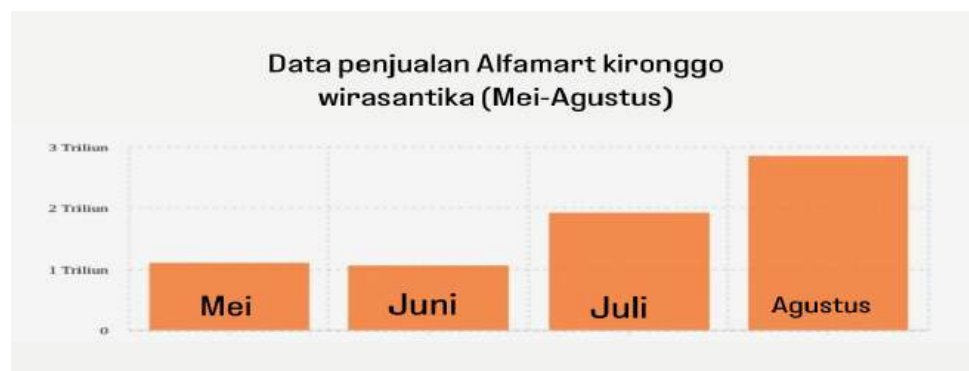 Data penjualan Alfamart kironggo
wirasantika (Mei-Agustus)
3 Triliun
2 Triliun
1 Triliun
0
Mei
Juni
Juli
Agustus